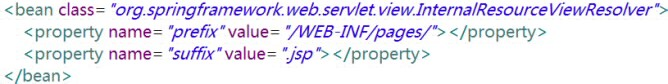 <bean class="org.springframework.web.servlet.view.InternalResourceViewResolver">
<property name="prefix" value="/WEB-INF/pages/"></property>
<property name="suffix" value=".jsp"></property>
</bean>